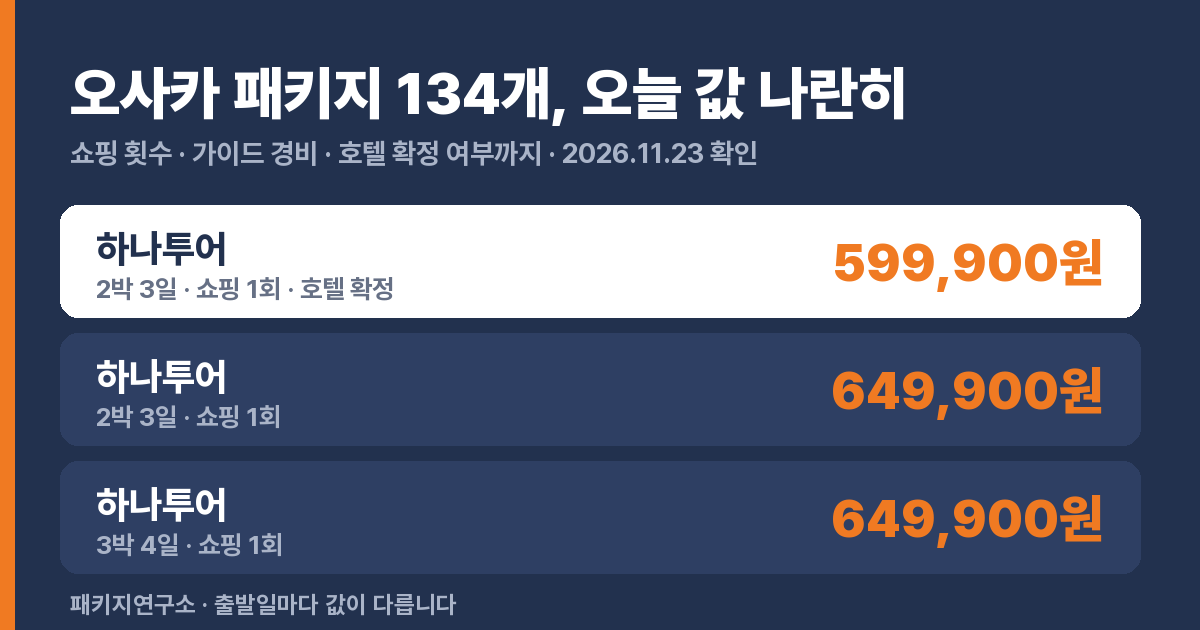 오사카 패키지 134개, 오늘 값 나란히
쇼핑 횟수 · 가이드 경비 · 호텔 확정 여부까지 · 2026.11.23 확인
하나투어
2박 3일 · 쇼핑 1회 · 호텔 확정
599,900원
하나투어
2박 3일 · 쇼핑 1회
649,900원
하나투어
3박 4일 · 쇼핑 1회
649,900원
패키지연구소 · 출발일마다 값이 다릅니다